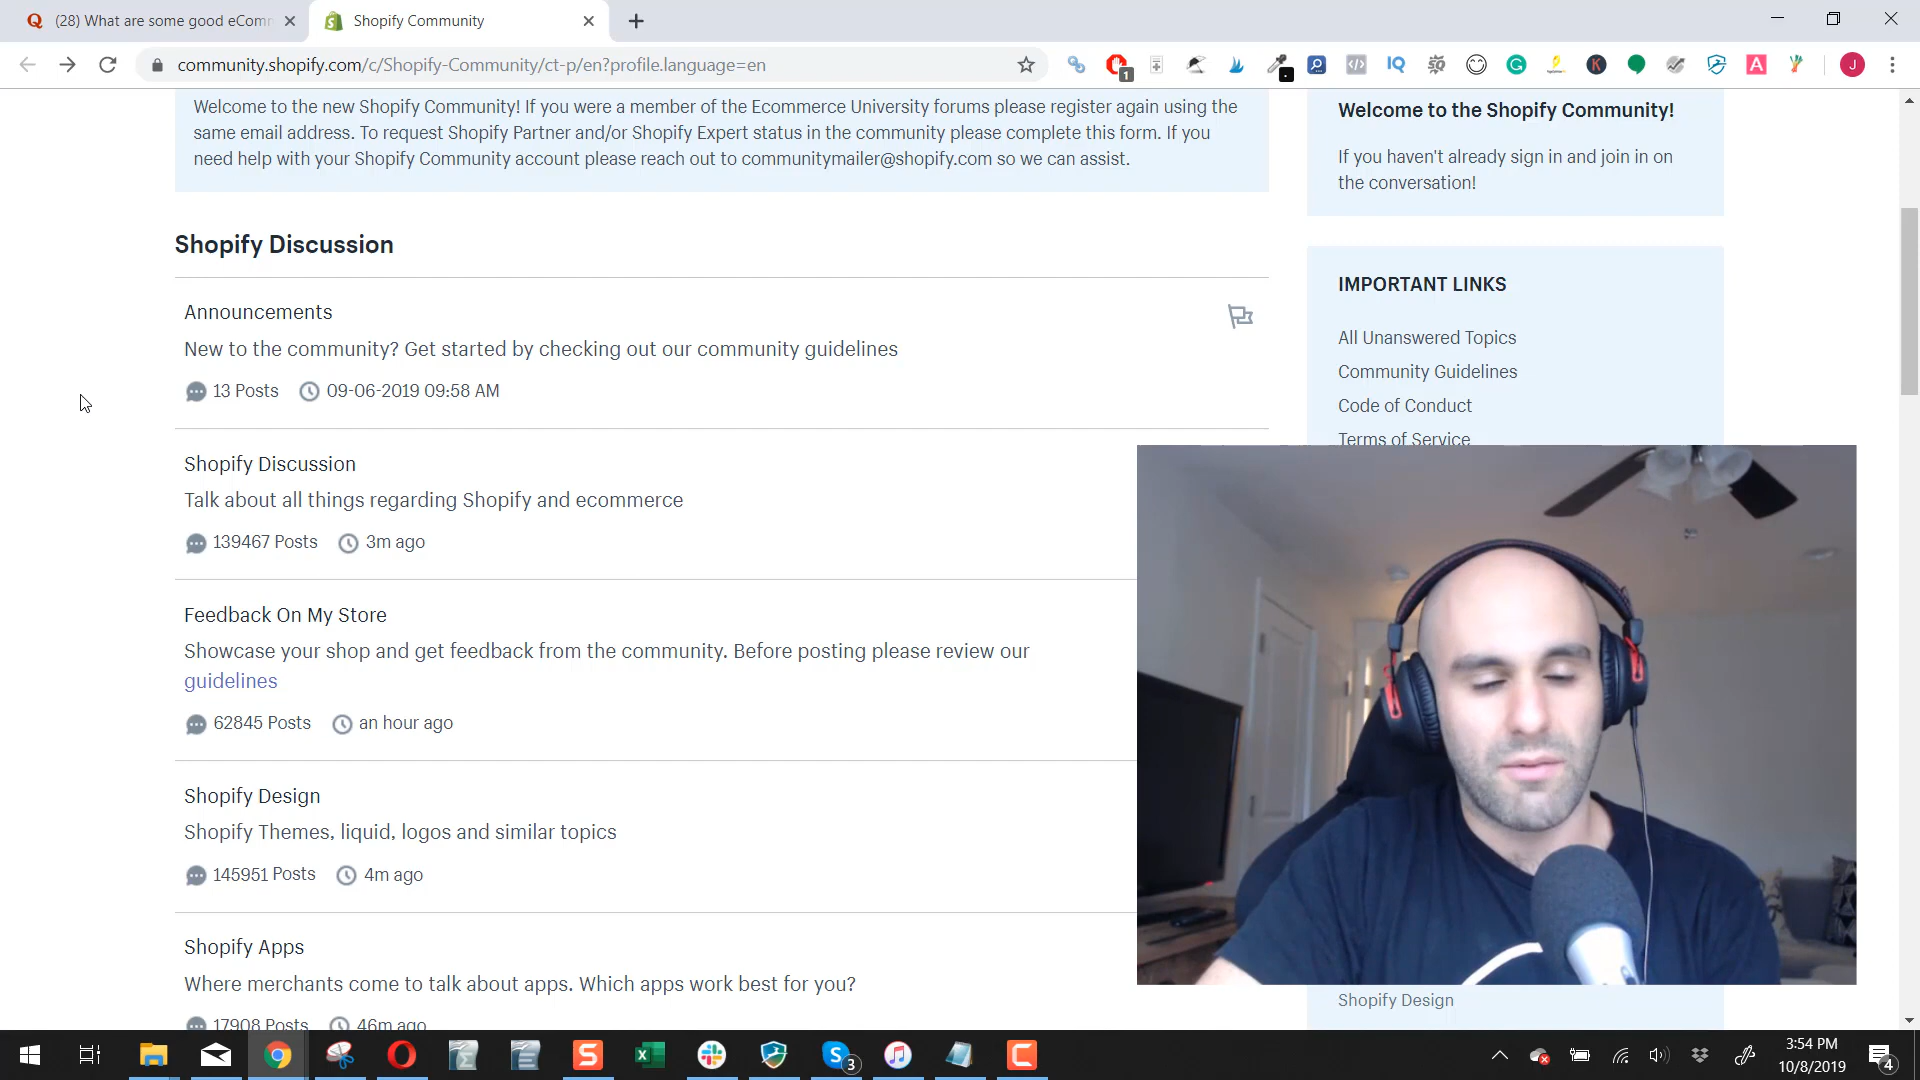 (28) What are some good eComm
Shopify Community
community.shopify.com/c/Shopify-Community/ct-p/en?profile.language=en
1
IQ
J
Welcome to the new Shopify Community! If you were a member of the Ecommerce University forums please register again using the
same email address. To request Shopify Partner and/or Shopify Expert status in the community please complete this form. If you
need help with your Shopify Community account please reach out to communitymailer@shopify.com so we can assist.
Welcome to the Shopify Community!
If you haven't already sign in and join in on
the conversation!
Shopify Discussion
Announcements
New to the community? Get started by checking out our community guidelines
13 Posts 09-06-2019 09:58 AM
IMPORTANT LINKS
All Unanswered Topics
Community Guidelines
Code of Conduct
Terms of Service
Shopify Discussion
Talk about all things regarding Shopify and ecommerce
139467 Posts 3m ago
Feedback On My Store
Showcase your shop and get feedback from the community. Before posting please review our
guidelines
62845 Posts an hour ago
Shopify Design
Shopify Themes, liquid, logos and similar topics
145951 Posts 4m ago
Shopify Apps
Where merchants come to talk about apps. Which apps work best for you?
17908 Posts 46m ago
Shopify Design
3
3:54 PM
10/8/2019
4